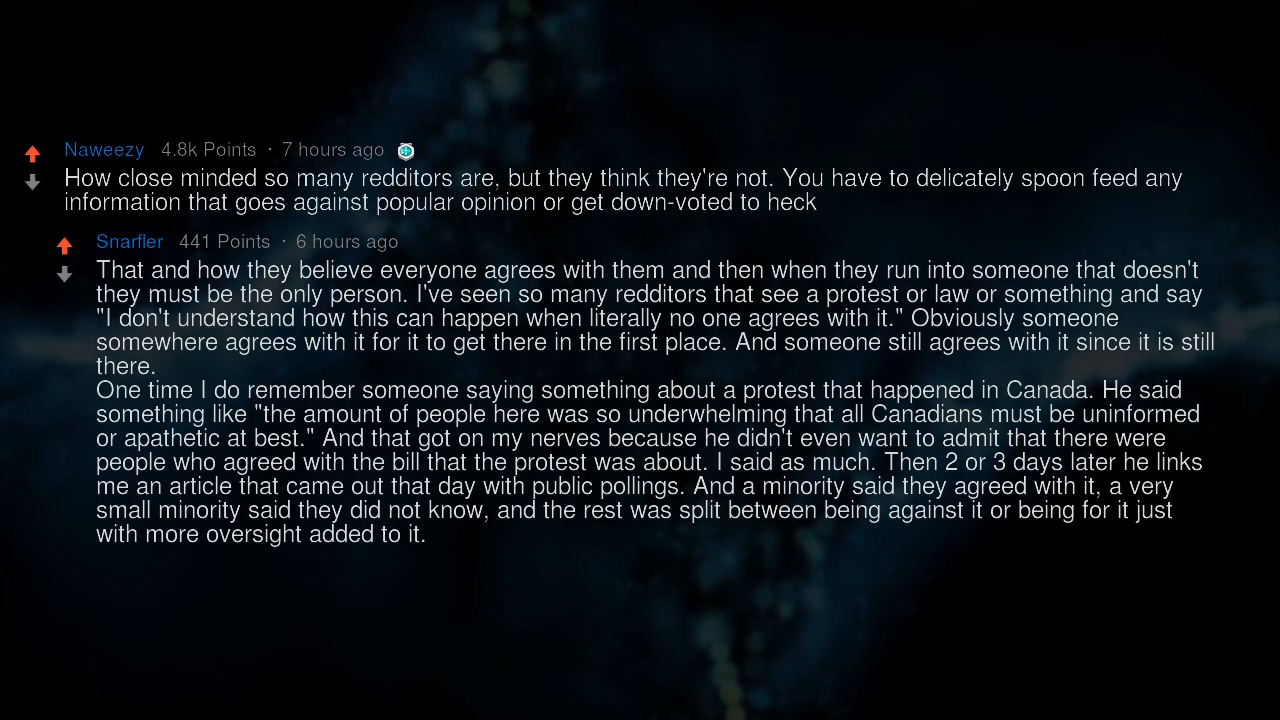 Naweezy 4.8k Points · 7 hours ago
How close minded so many redditors are, but they think they're not. You have to delicately spoon feed any
information that goes against popular opinion or get down-voted to heck
Snarfler 441 Points · 6 hours ago
That and how they believe everyone agrees with them and then when they run into someone that doesn't
they must be the only person. I've seen so many redditors that see a protest or law or something and say
"I don't understand how this can happen when literally no one agrees with it." Obviously someone
somewhere agrees with it for it to get there in the first place. And someone still agrees with it since it is still
there.
One time I do remember someone saying something about a protest that happened in Canada. He said
something like "the amount of people here was so underwhelming that all Canadians must be uninformed
or apathetic at best." And that got on my nerves because he didn't even want to admit that there were
people who agreed with the bill that the protest was about. I said as much. Then 2 or 3 days later he links
me an article that came out that day with public pollings. And a minority said they agreed with it, a very
small minority said they did not know, and the rest was split between being against it or being for it just
with more oversight added to it.